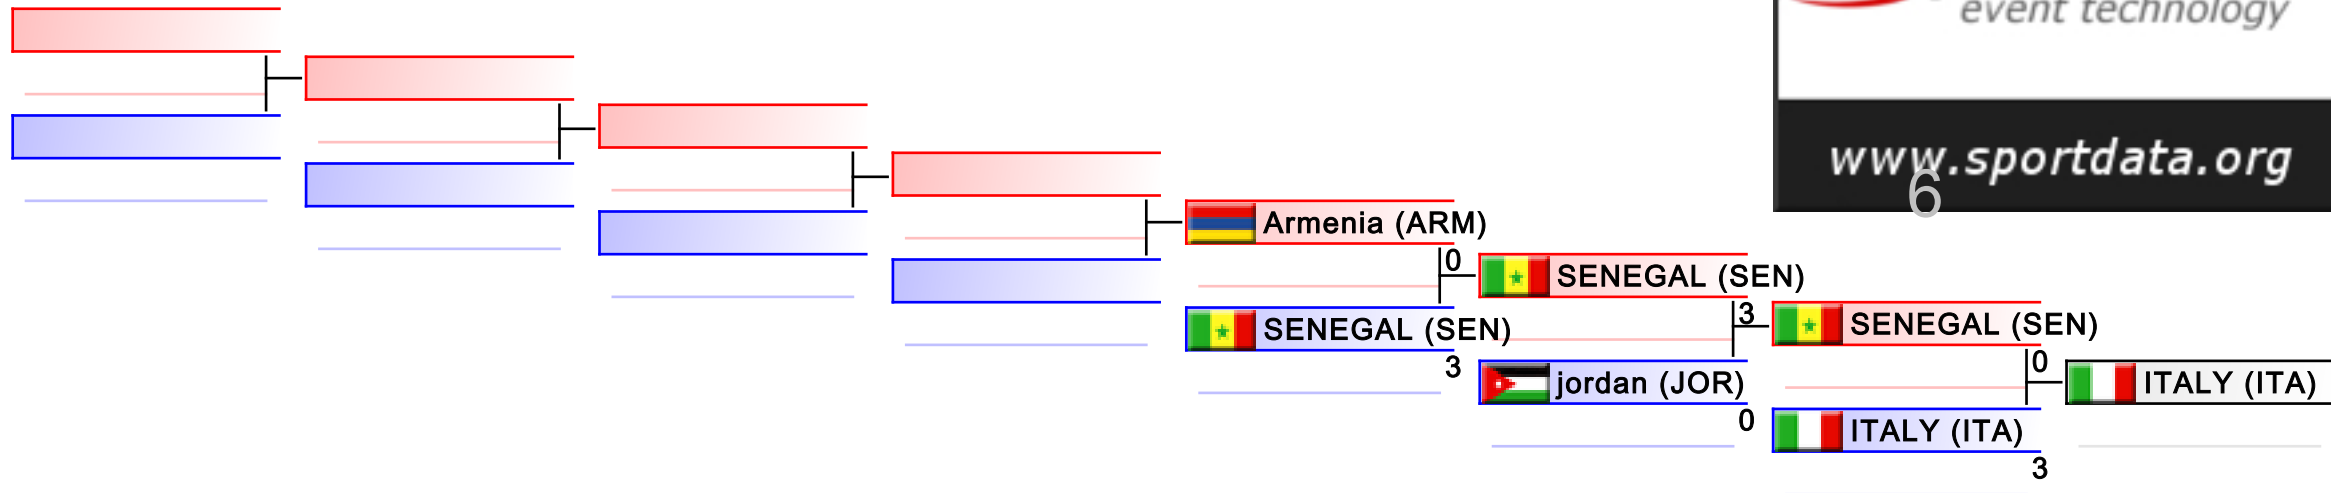 event technology
www.sportdata.org
6
Armenia (ARM)
0
SENEGAL (SEN)
SENEGAL (SEN)
3
3
SENEGAL (SEN)
jordan (JOR)
0
0
ITALY (ITA)
ITALY (ITA)
3